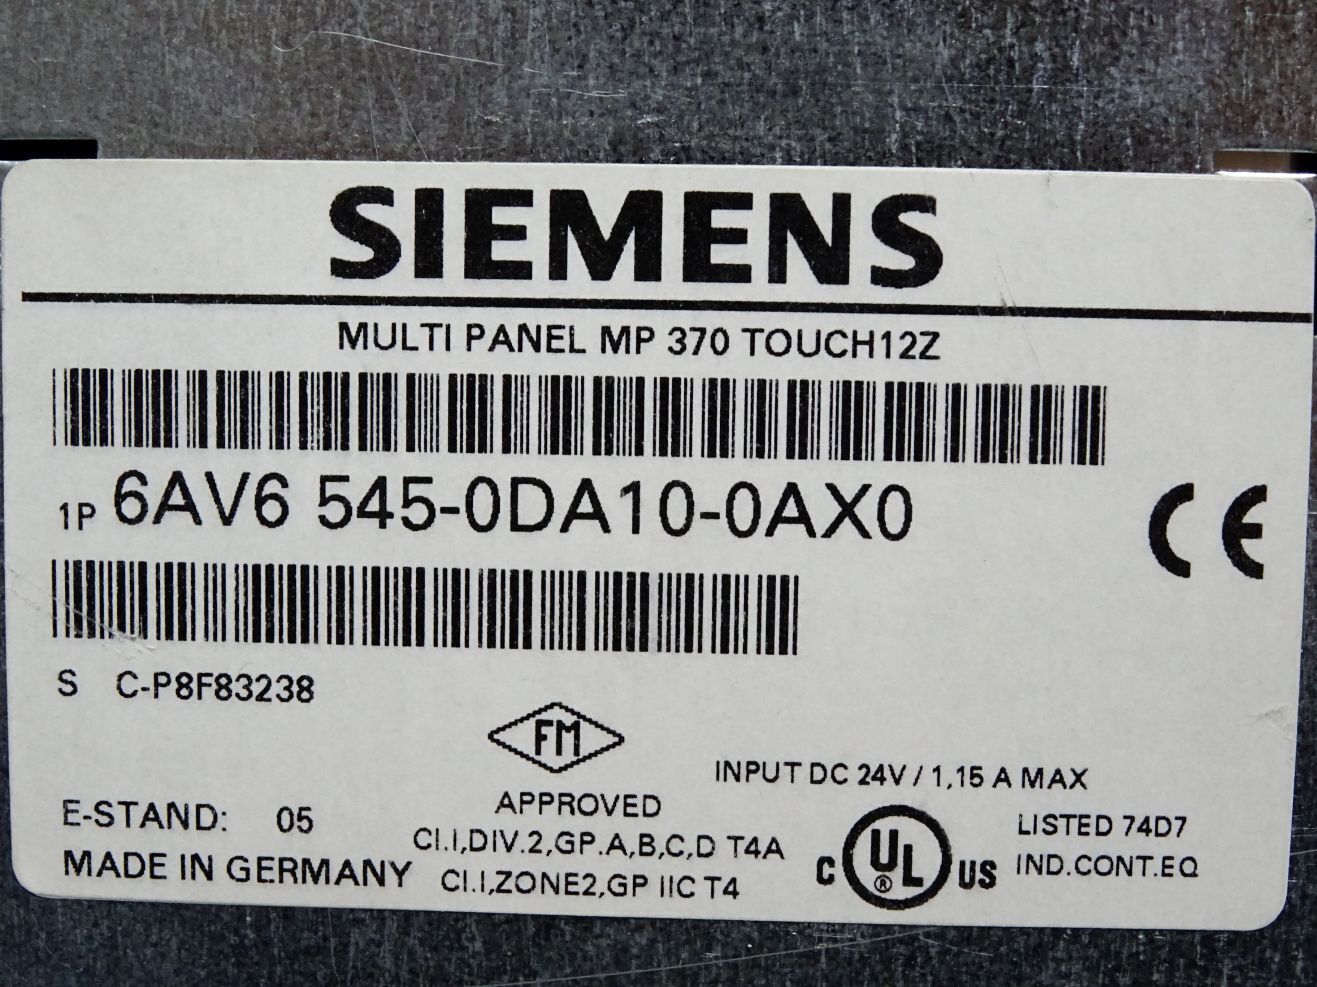 SIEMENS
MULTI PANEL MP 370 TOUCH12Z
1P 6AV6 545-0DA10-0AX0
CE
S C-P8F83238
FM
APPROVED
INPUT DC 24V / 1,15 A MAX
E-STAND: 05
CI.I,DIV.2,GP.A,B,C,D T4A
MADE IN GERMANY
CI.I,ZONE2,GP IIC T4
C UL ® US
LISTED 74D7
IND.CONT.EQ